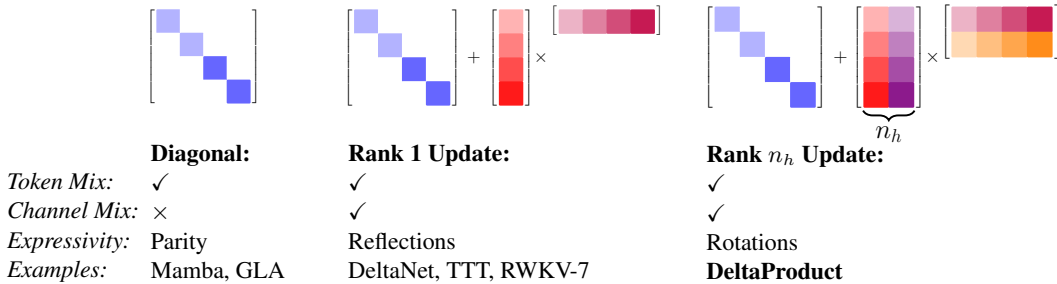 + × + ×
n_h
Diagonal: Rank 1 Update: Rank n_h Update:
Token Mix: ✓ ✓ ✓
Channel Mix: × ✓ ✓
Expressivity: Parity Reflections Rotations
Examples: Mamba, GLA DeltaNet, TTT, RWKV-7 DeltaProduct